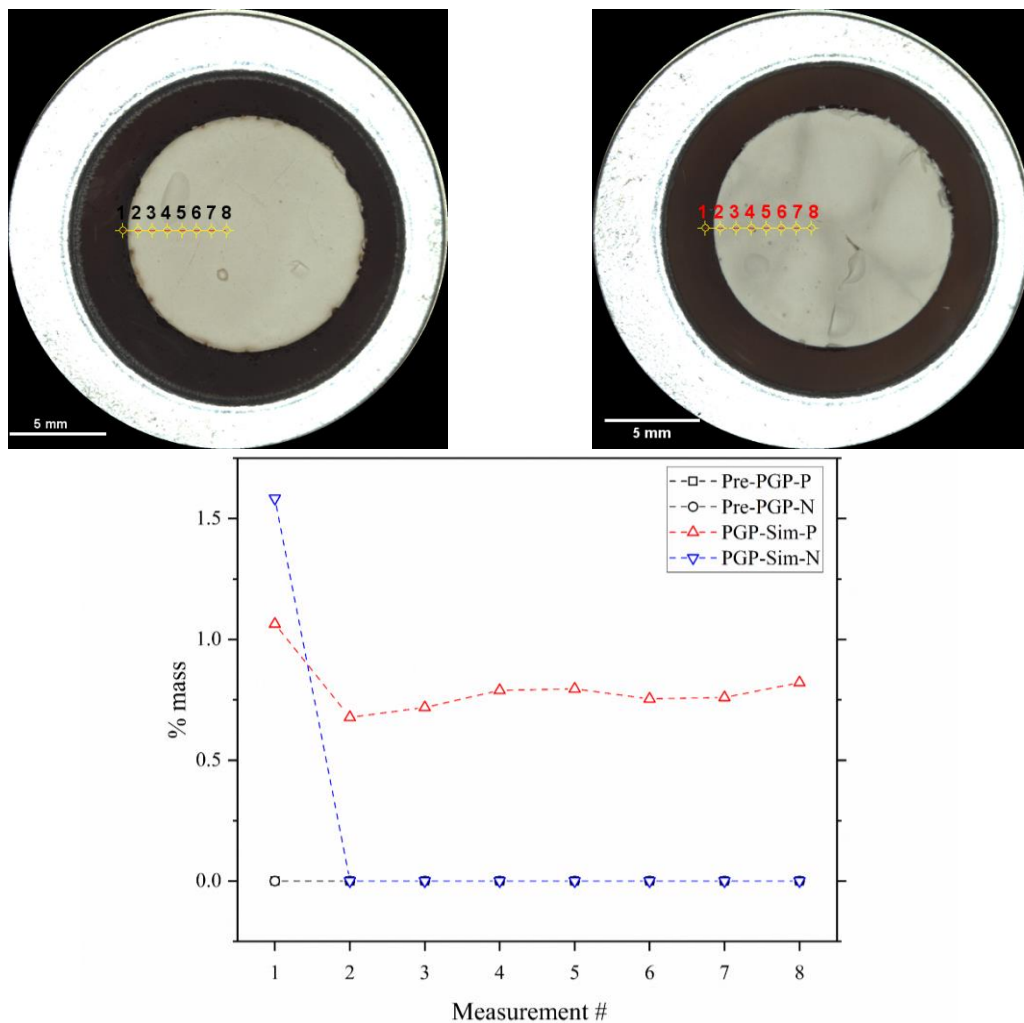 1 2 3 4 5 6 7 8
5 mm
1 2 3 4 5 6 7 8
5 mm
Pre-PGP-P
Pre-PGP-N
PGP-Sim-P
PGP-Sim-N
1.5
1.0
0.5
0.0
% mass
1 2 3 4 5 6 7 8
Measurement #